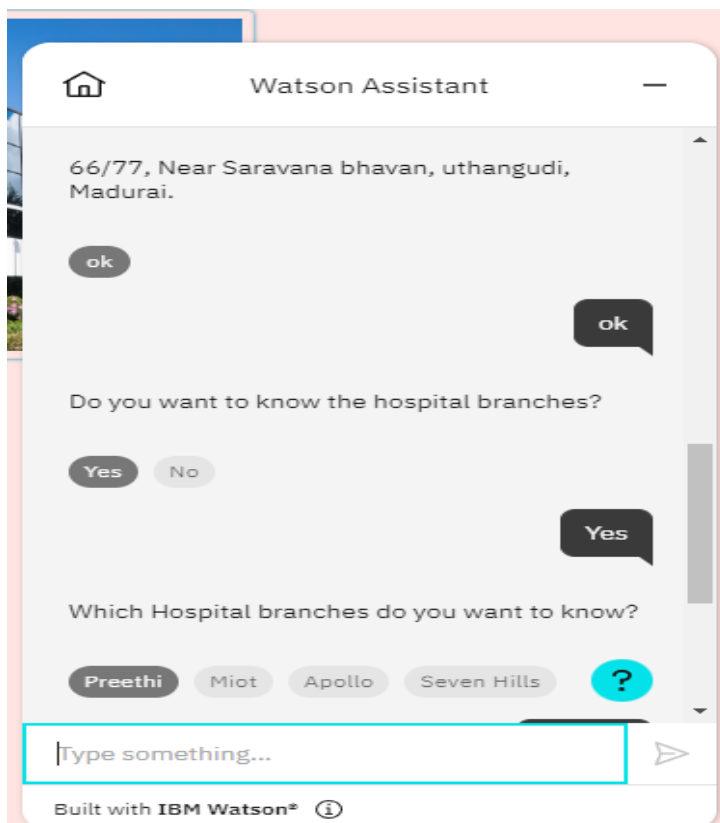 Watson Assistant
66/77, Near Saravana bhavan, uthangudi,
Madurai.
ok
ok
Do you want to know the hospital branches?
Yes No
Yes
Which Hospital branches do you want to know?
Preethi Miot Apollo Seven Hills ?
Type something...
Built with IBM Watson®